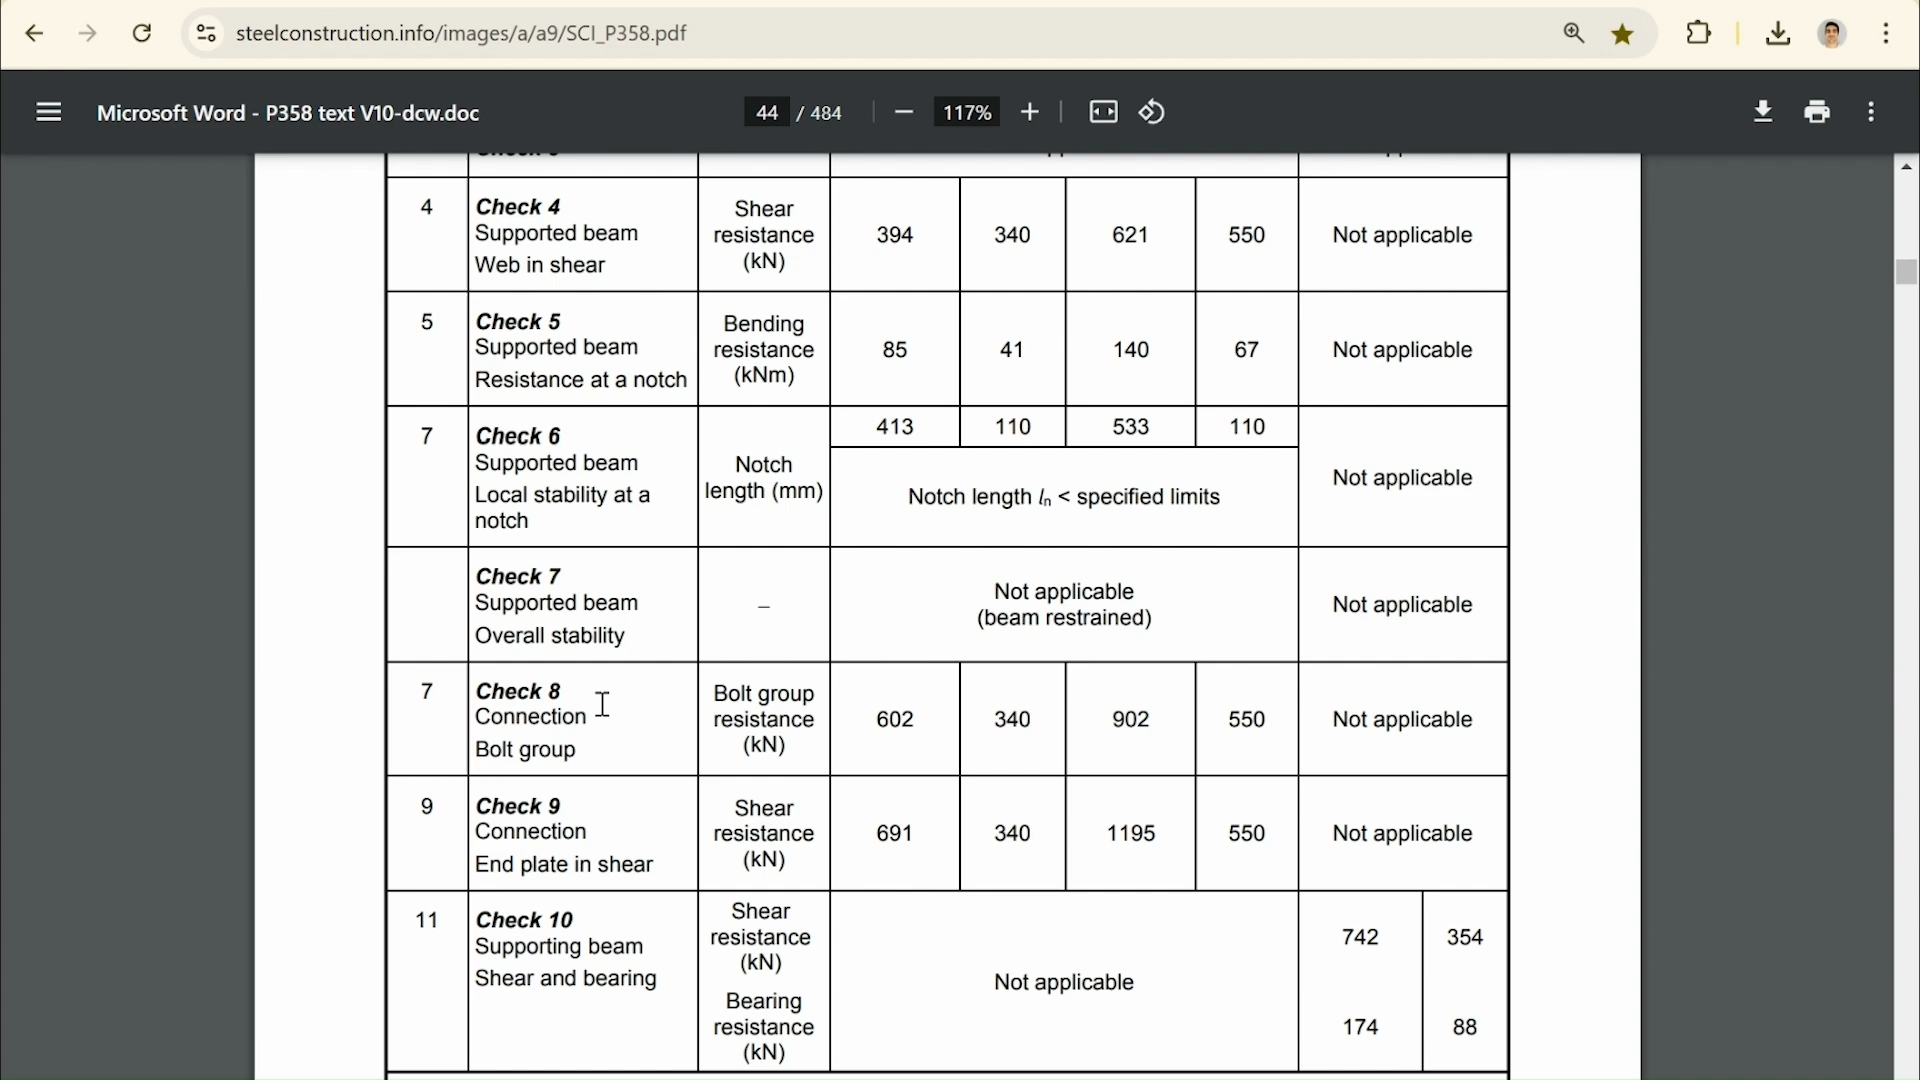 steelconstruction.info/images/a/a9/SCI_P358.pdf
Microsoft Word - P358 text V10-dcw.doc
44 / 484
117%
4
Check 4
Supported beam
Web in shear
Shear
resistance
(kN)
394
340
621
550
Not applicable
5
Check 5
Supported beam
Resistance at a notch
Bending
resistance
(kNm)
85
41
140
67
Not applicable
7
Check 6
Supported beam
Local stability at a
notch
Notch
length (mm)
413
110
533
110
Notch length ln < specified limits
Not applicable
Check 7
Supported beam
Overall stability
–
Not applicable
(beam restrained)
Not applicable
7
Check 8
Connection
Bolt group
Bolt group
resistance
(kN)
602
340
902
550
Not applicable
9
Check 9
Connection
End plate in shear
Shear
resistance
(kN)
691
340
1195
550
Not applicable
11
Check 10
Supporting beam
Shear and bearing
Shear
resistance
(kN)
Bearing
resistance
(kN)
Not applicable
742
354
174
88